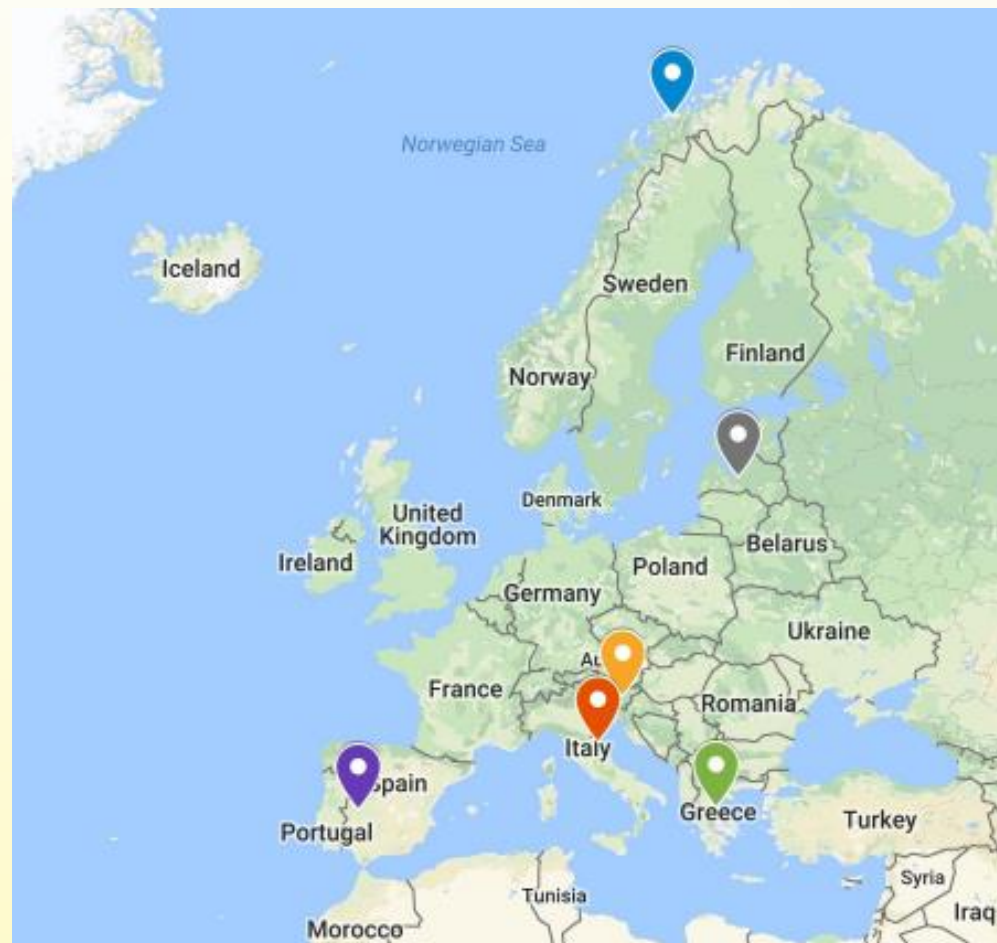 Norwegian Sea
Iceland
Sweden
Finland
Norway
Denmark
United
Kingdom
Belarus
Ireland
Poland
Germany
Ukraine
France
Romania
Italy
Spain
Greece
Turkey
Portugal
Syria
Tunisia
Iraq
Morocco